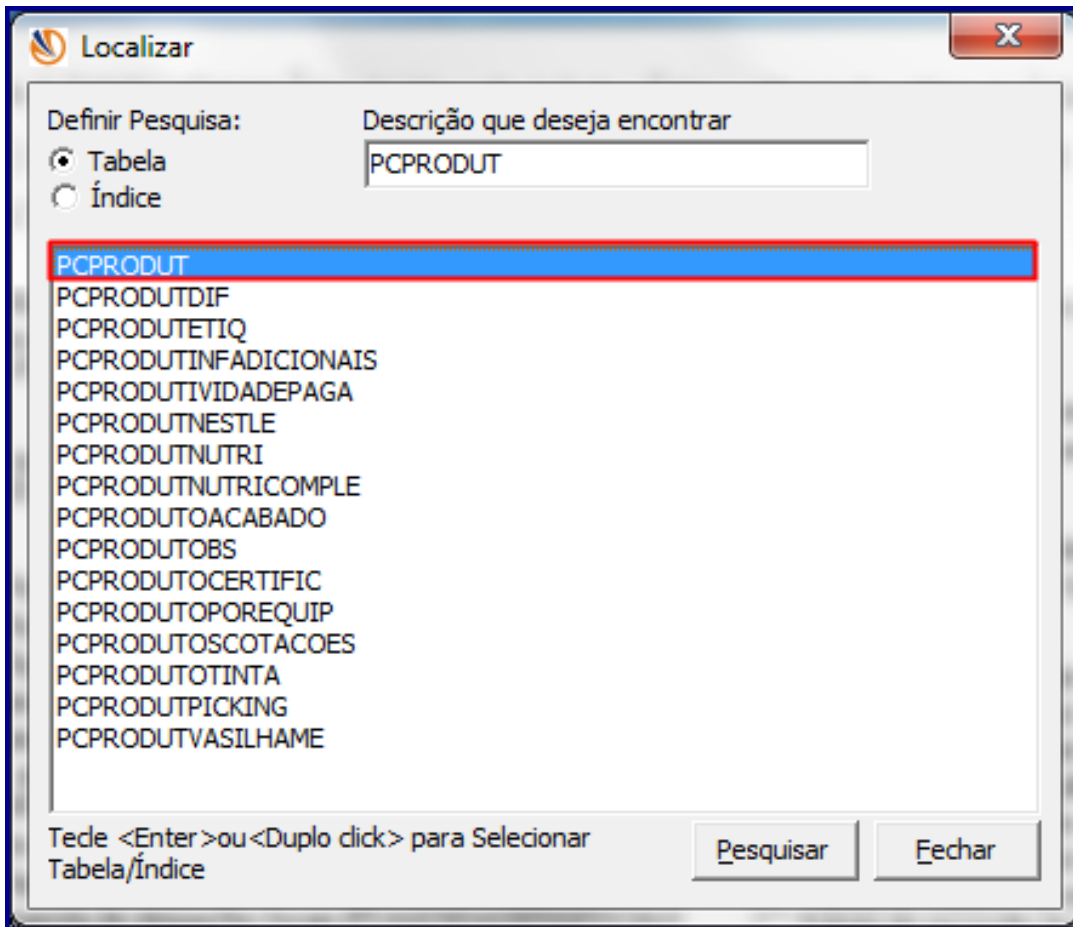 Localizar
Definir Pesquisa:
Descrição que deseja encontrar
Tabela
PCPRODUT
Índice
PCPRODUT
PCPRODUTDIF
PCPRODUTETIQ
PCPRODUTINFADICIONAIS
PCPRODUTIVIDADEPAGA
PCPRODUTNESTLE
PCPRODUTNUTRI
PCPRODUTNUTRICOMPLE
PCPRODUTOACABADO
PCPRODUTOBS
PCPRODUTOCERTIFIC
PCPRODUTOPOREQUIP
PCPRODUTOSCOTACOES
PCPRODUTOTINTA
PCPRODUTPICKING
PCPRODUTVASILHAME
Tecle <Enter>ou<Duplo click> para Selecionar
Tabela/Índice
Pesquisar
Fechar